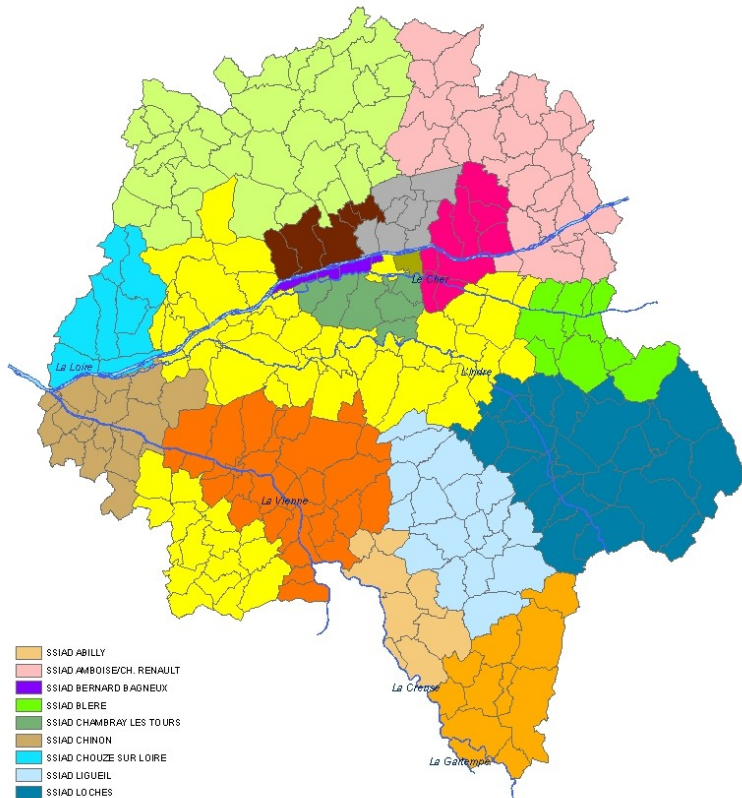 Le Cher
La Loire
L'Indre
La Vienne
SSIAD ABILLY
SSIAD AMBOISE/CH. RENAULT
SSIAD BERNARD BAGNEUX
SSIAD BLERE
SSIAD CHAMBRAY LES TOURS
SSIAD CHINON
SSIAD CHOUZE SUR LOIRE
SSIAD LIGUEIL
SSIAD LOCHES
La Creuse
La Gartempe